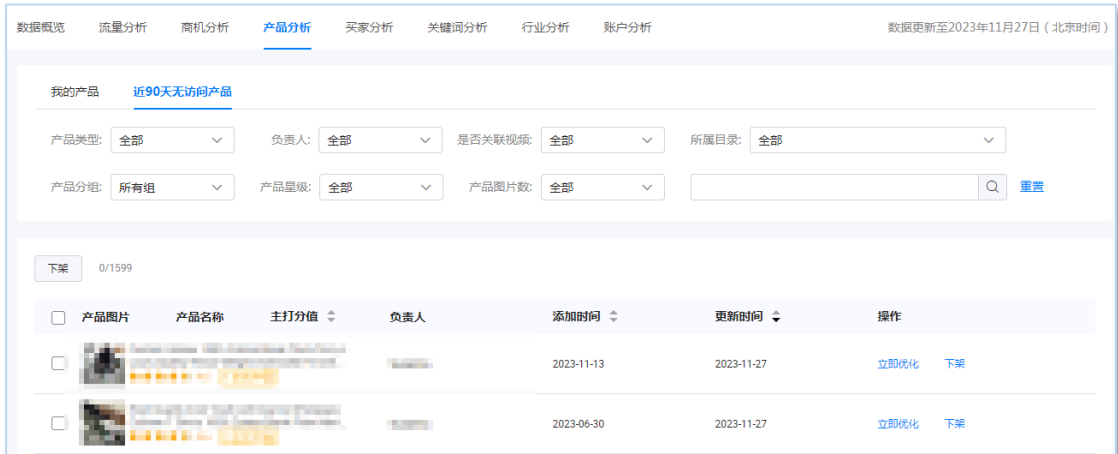 数据概览 流量分析 商机分析 产品分析 买家分析 关键词分析 行业分析 账户分析 数据更新至2023年11月27日(北京时间)
我的产品 近90天无访问产品
产品类型: 全部 负责人: 全部 是否关联视频: 全部 所属目录: 全部
产品分组: 所有组 产品星级: 全部 产品图片数: 全部 重置
下架 0/1599
产品图片 产品名称 主打分值 负责人 添加时间 更新时间 操作
2023-11-13 2023-11-27 立即优化 下架
2023-06-30 2023-11-27 立即优化 下架